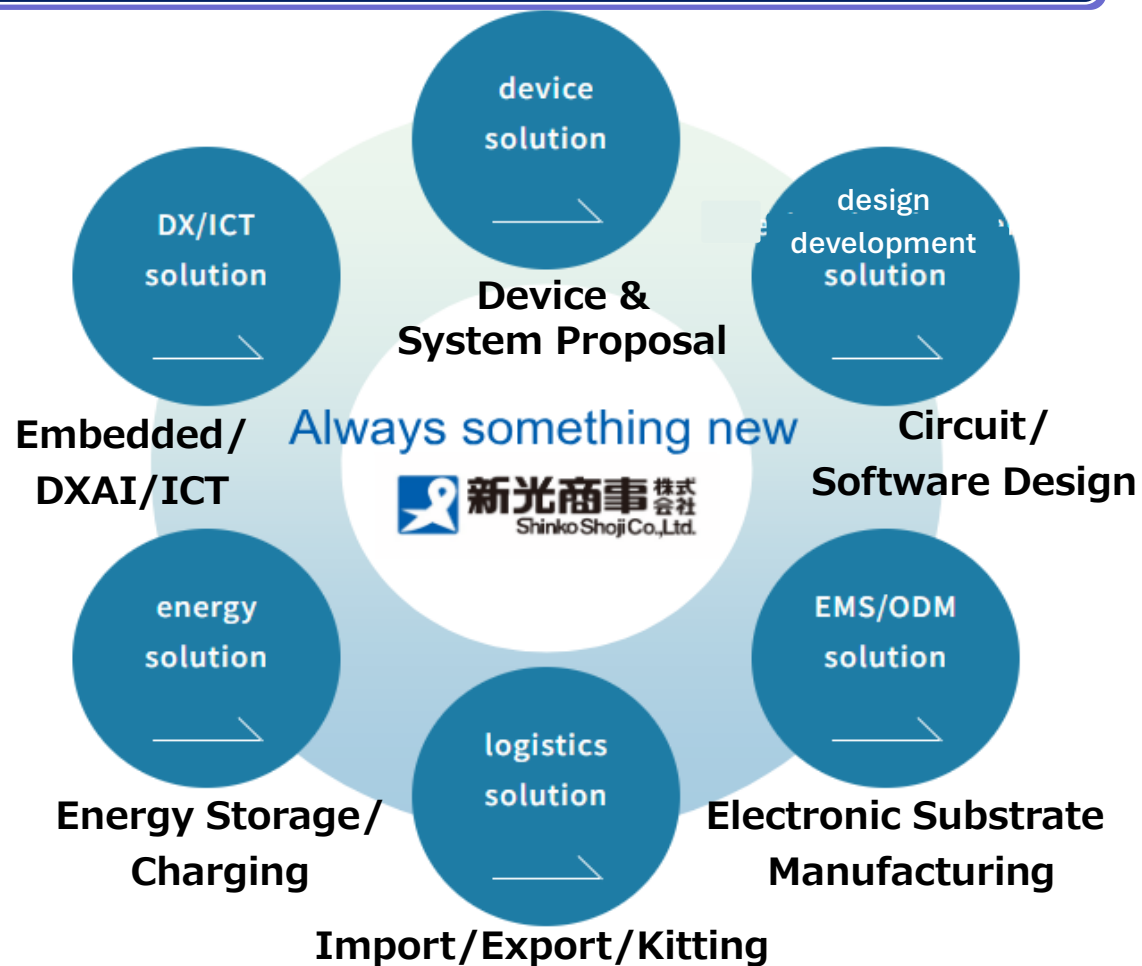 device
solution
Device &
System Proposal
design
development
solution
Circuit/
Software Design
EMS/ODM
solution
Electronic Substrate
Manufacturing
logistics
solution
Import/Export/Kitting
energy
solution
Energy Storage/
Charging
DX/ICT
solution
Embedded/
DXAI/ICT
Always something new
新光商事株式会社
Shinko Shoji Co.,Ltd.